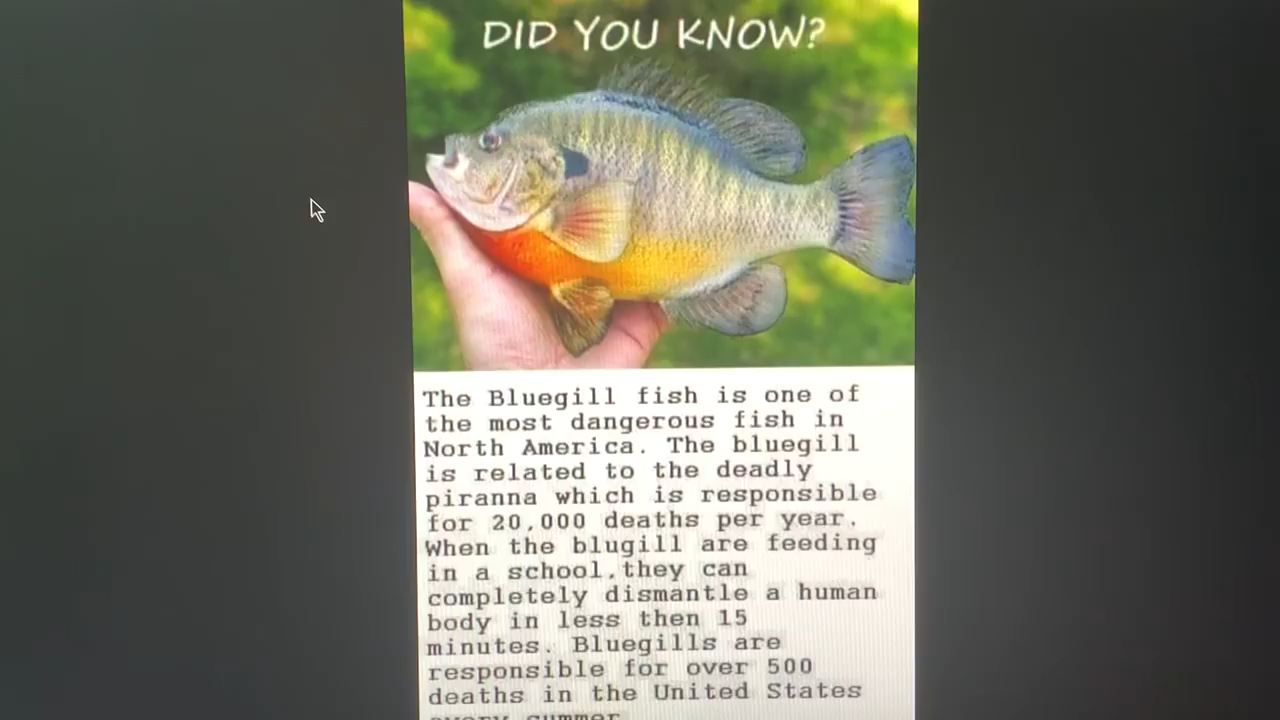 DID YOU KNOW?
The Bluegill fish is one of
the most dangerous fish in
North America. The bluegill
is related to the deadly
piranna which is responsible
for 20,000 deaths per year.
When the blugill are feeding
in a school,they can
completely dismantle a human
body in less then 15
minutes. Bluegills are
responsible for over 500
deaths in the United States
every summer